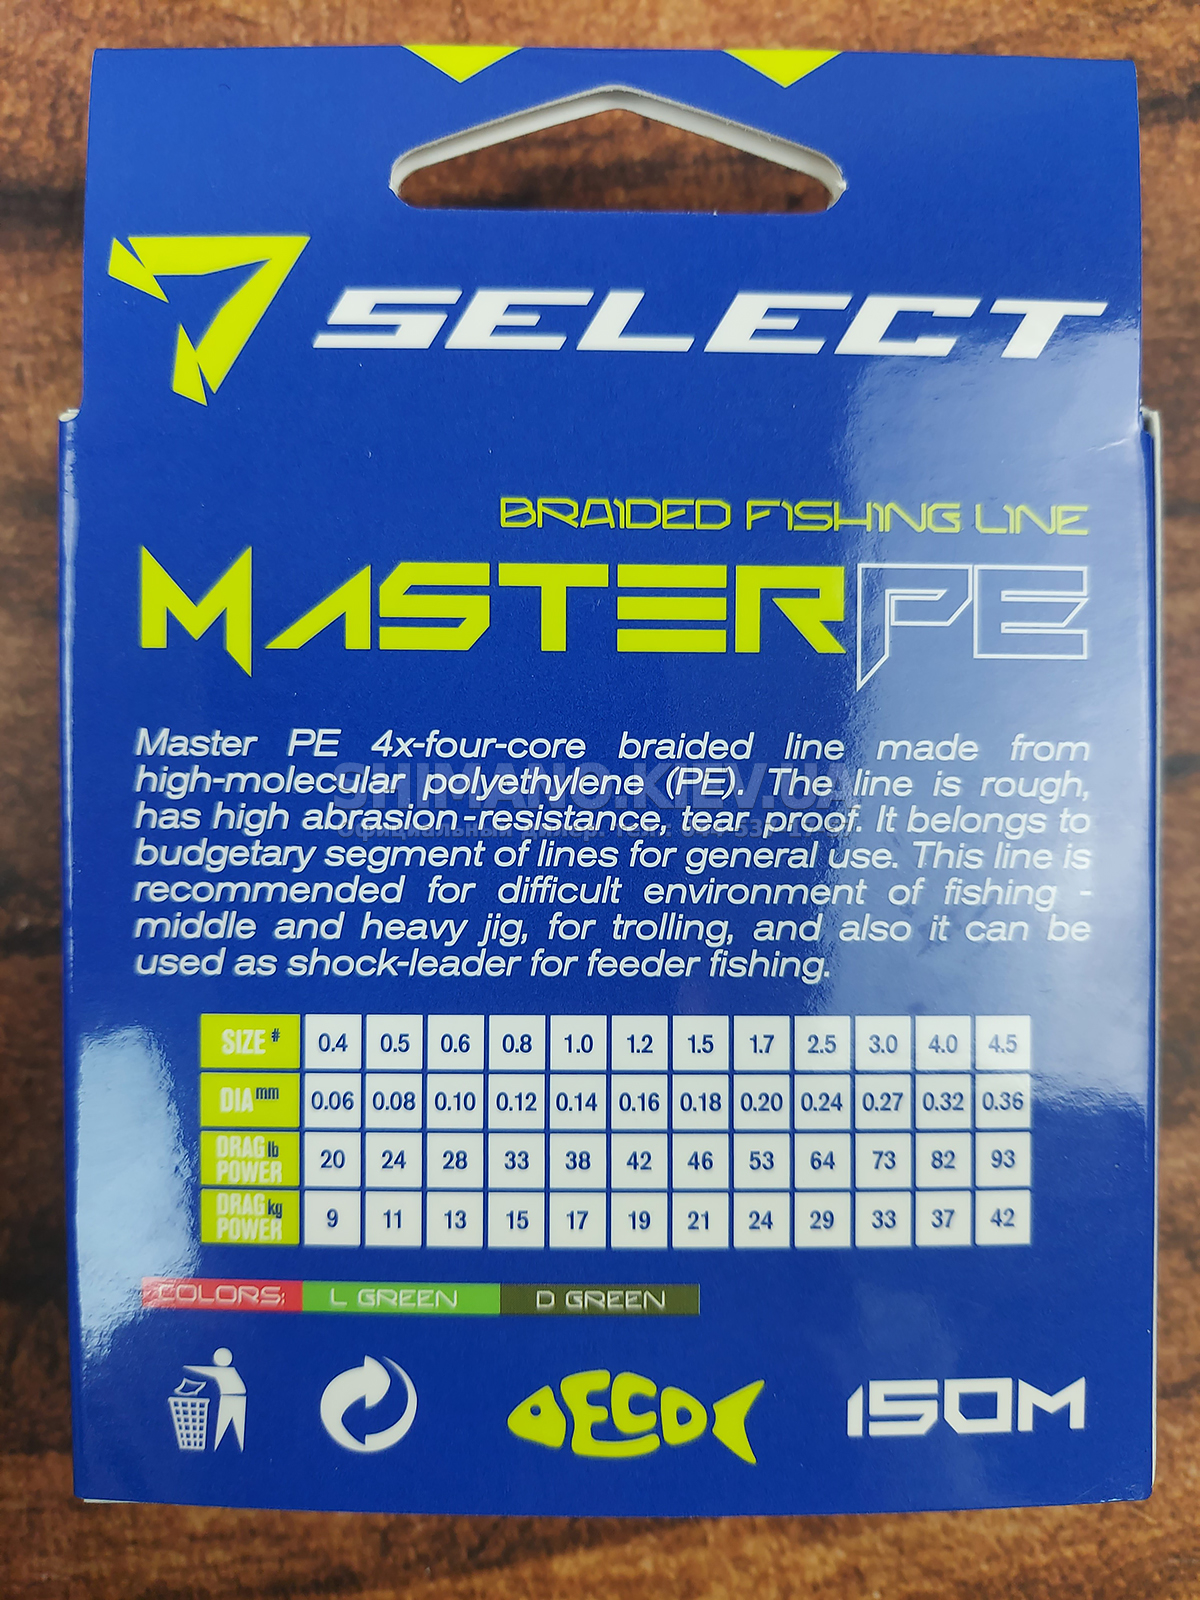 SELECT
BRAIDED FISHING LINE
MASTER PE
Master PE 4x-four-core braided line made from
high-molecular polyethylene (PE). The line is rough,
has high abrasion-resistance, tear proof. It belongs to
budgetary segment of lines for general use. This line is
recommended for difficult environment of fishing -
middle and heavy jig, for trolling, and also it can be
used as shock-leader for feeder fishing.
SHIMANO.KIEV.UA
SIZE # 0.4 0.5 0.6 0.8 1.0 1.2 1.5 1.7 2.5 3.0 4.0 4.5
DIA mm 0.06 0.08 0.10 0.12 0.14 0.16 0.18 0.20 0.24 0.27 0.32 0.36
DRAG POWER lb 20 24 28 33 38 42 46 53 64 73 82 93
DRAG POWER kg 9 11 13 15 17 19 21 24 29 33 37 42
COLORS: L GREEN D GREEN
ECO 150M